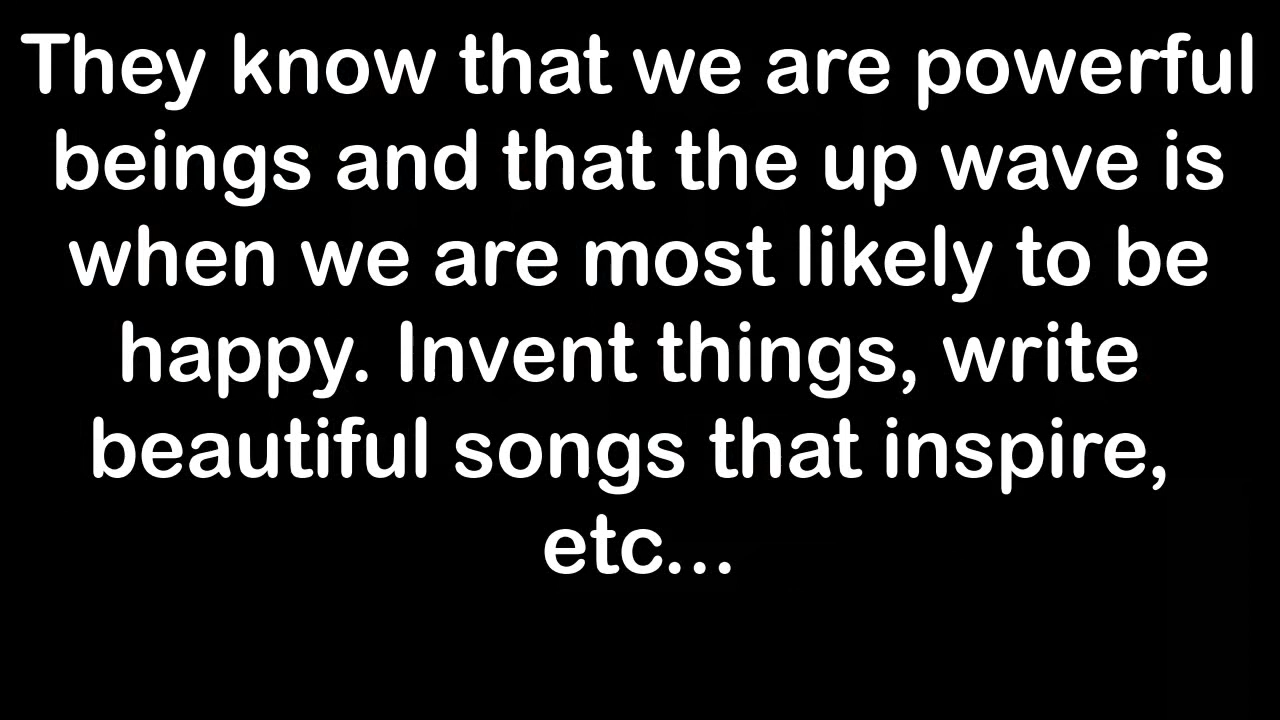 They know that we are powerful
beings and that the up wave is
when we are most likely to be
happy. Invent things, write
beautiful songs that inspire,
etc...